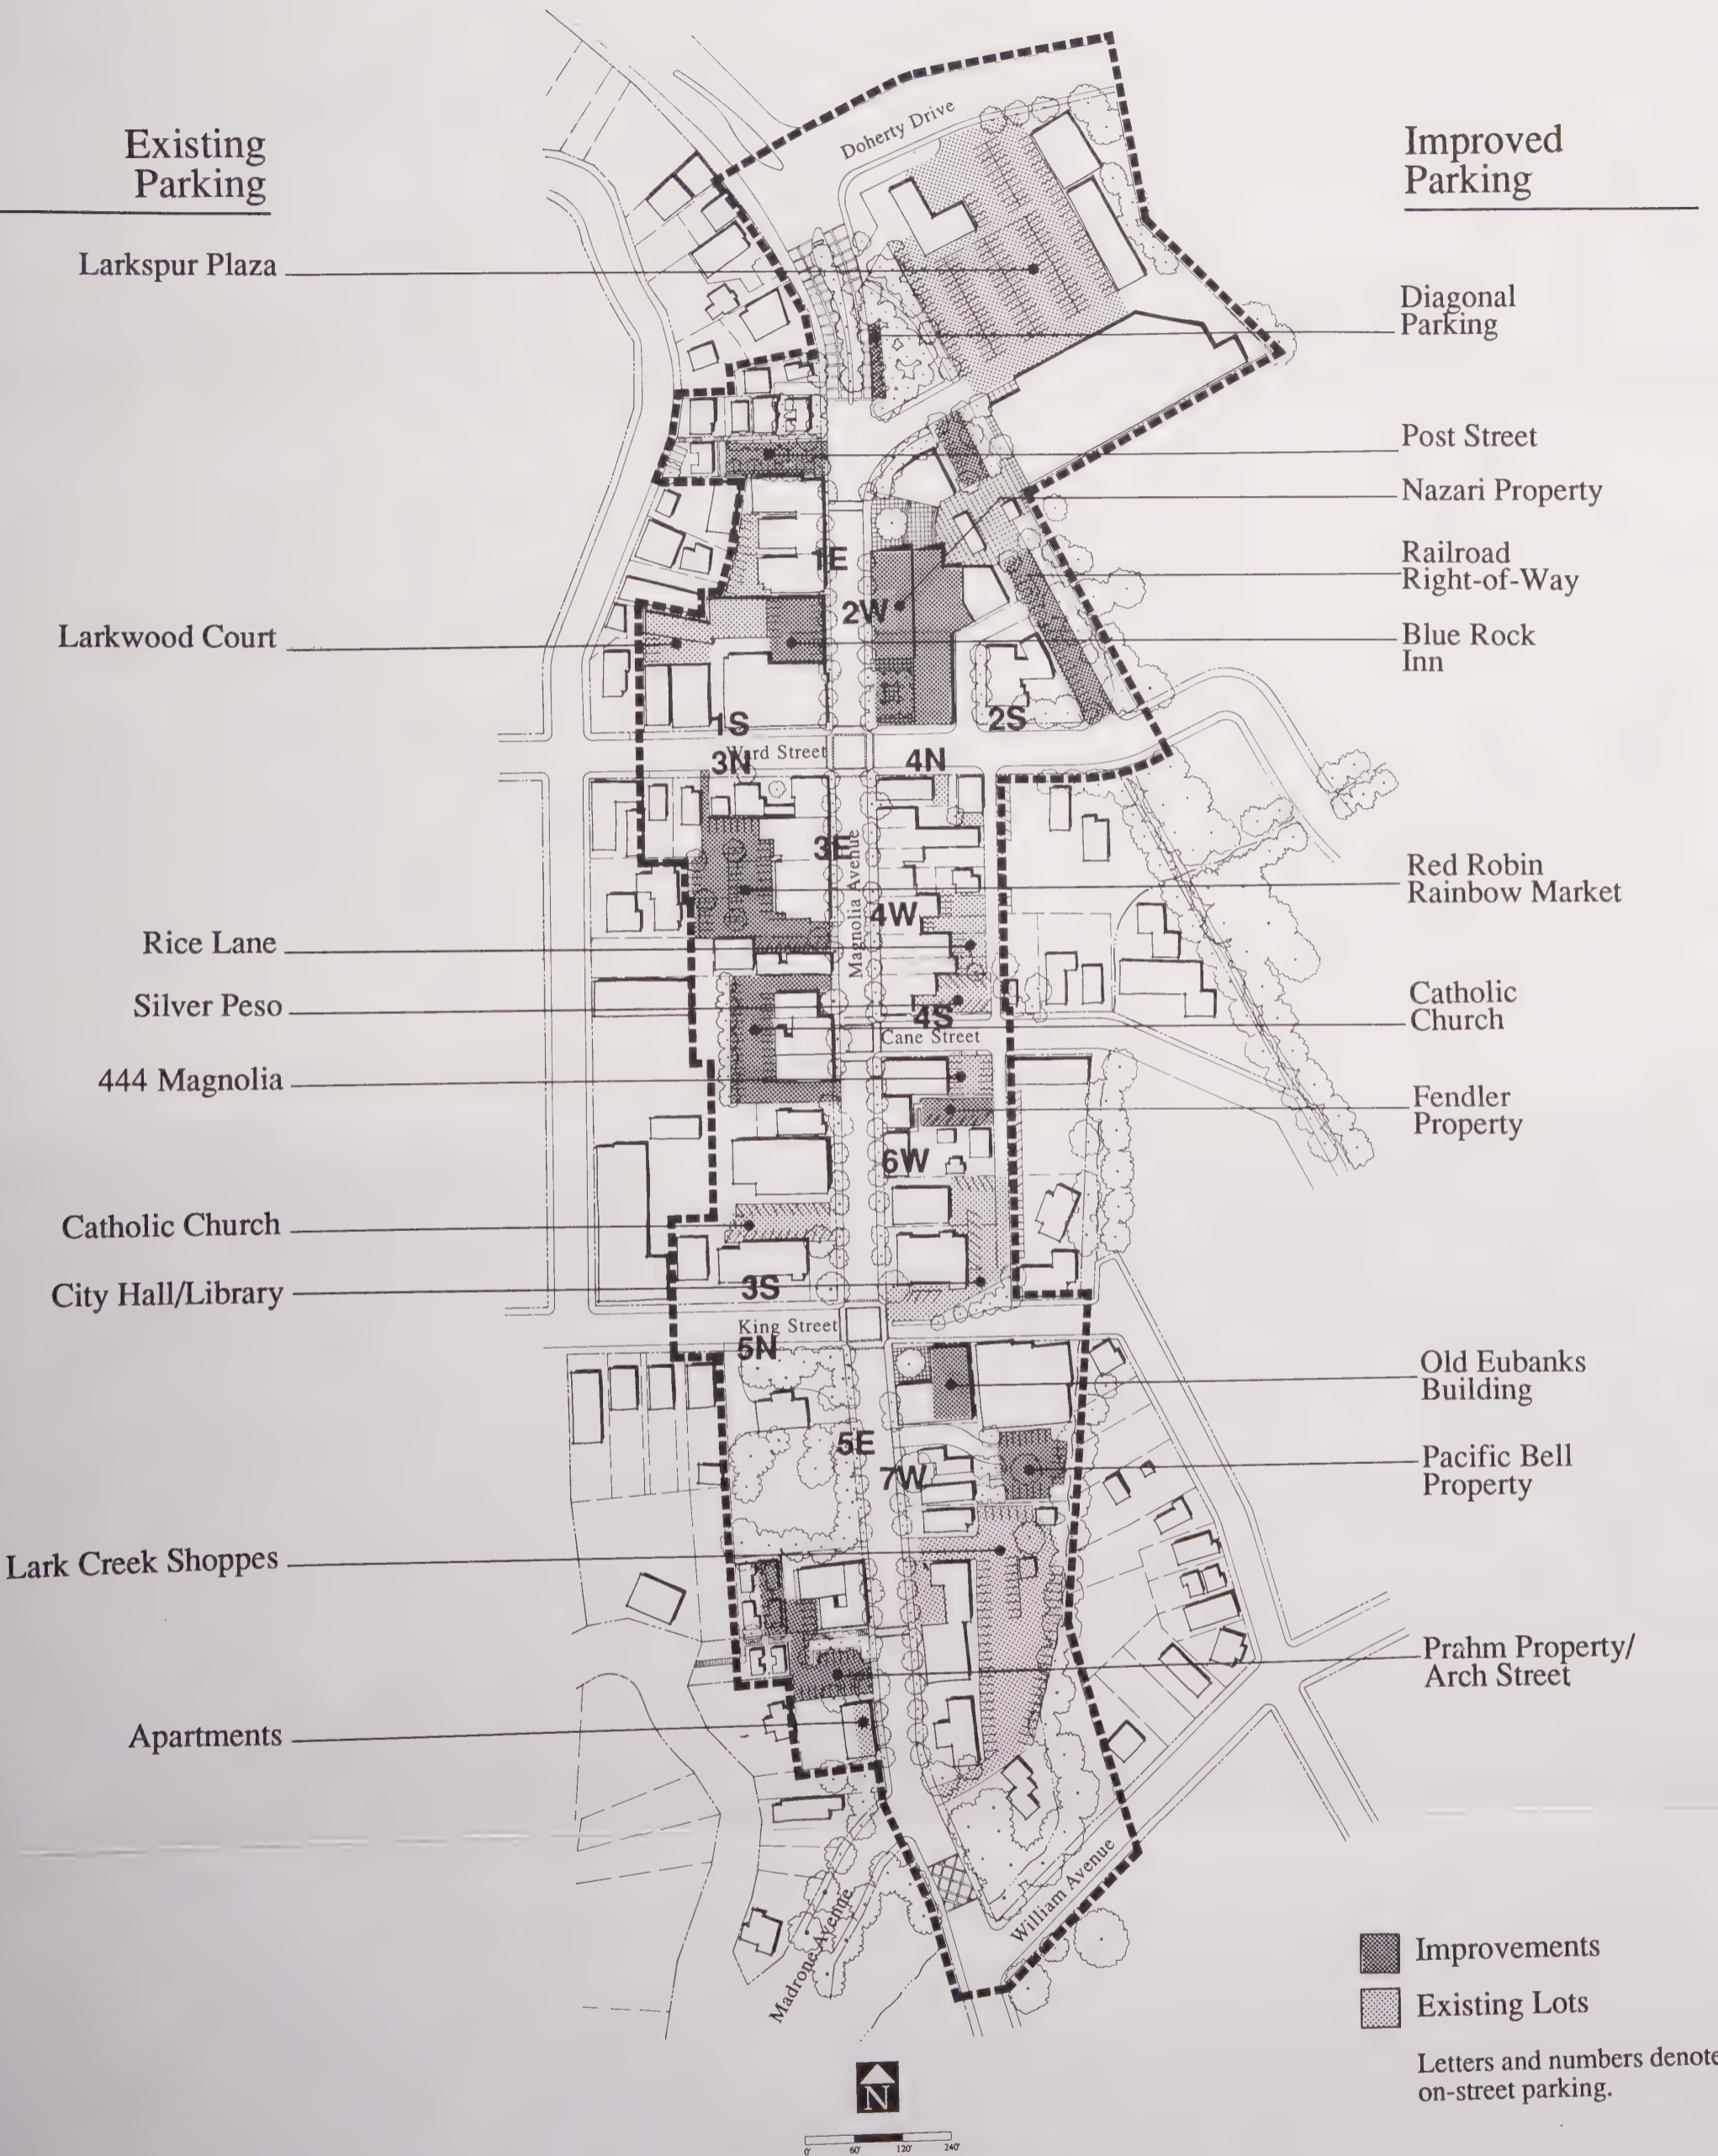 Existing
Parking
Larkspur Plaza
Larkwood Court
Rice Lane
Silver Peso
444 Magnolia
Catholic Church
City Hall/Library
Lark Creek Shoppes
Apartments
Doherty Drive
1E
2W
1S
2S
Ward Street
3N
4N
3E
Magnolia Avenue
4W
4S
Cane Street
6W
3S
King Street
5N
5E
7W
Madrone Avenue
William Avenue
Improved
Parking
Diagonal
Parking
Post Street
Nazari Property
Railroad
Right-of-Way
Blue Rock
Inn
Red Robin
Rainbow Market
Catholic
Church
Fendler
Property
Old Eubanks
Building
Pacific Bell
Property
Prahm Property/
Arch Street
Improvements
Existing Lots
Letters and numbers denote
on-street parking.
N
0' 60' 120' 240'